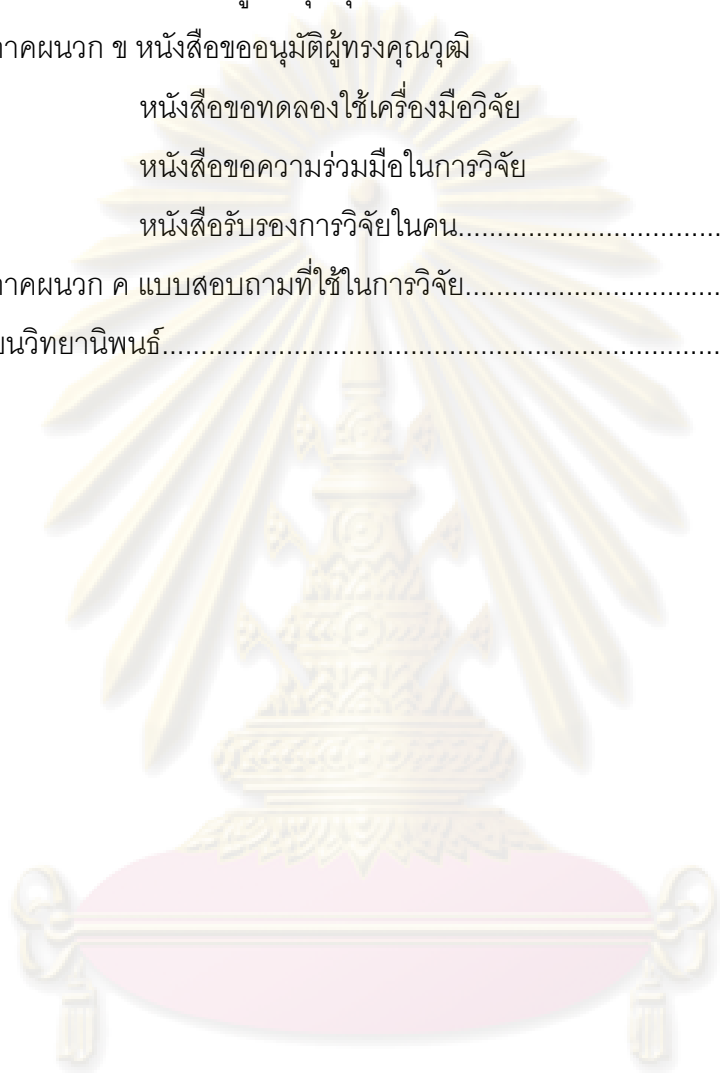 ภาคผนวก ข หนังสือขออนุมัติผู้ทรงคุณวุฒิ
หนังสือขอทดลองใช้เครื่องมือวิจัย
หนังสือขอความร่วมมือในการวิจัย
หนังสือรับรองการวิจัยในคน.................................
ภาคผนวก ค แบบสอบถามที่ใช้ในการวิจัย................................
วิทยานิพนธ์......................................................................